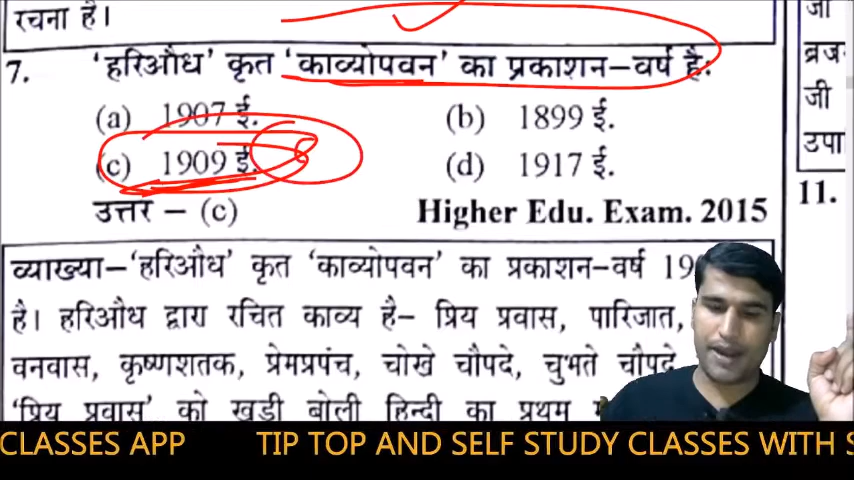 रचना है।
7. 'हरिऔध' कृत 'काव्योपवन' का प्रकाशन-वर्ष है:
(a) 1907 ई. (b) 1899 ई.
(c) 1909 ई. (d) 1917 ई.
उत्तर – (c) Higher Edu. Exam. 2015
व्याख्या–'हरिऔध' कृत 'काव्योपवन' का प्रकाशन-वर्ष
है। हरिऔध द्वारा रचित काव्य है– प्रिय प्रवास, पारिजात,
वनवास, कृष्णशतक, प्रेमप्रपंच, चोखे चौपदे, चुभते चौपदे,
'प्रिय प्रवास' को खड़ी बोली हिन्दी का प्रथम
जी
जी
11.
CLASSES APP TIP TOP AND SELF STUDY CLASSES WITH